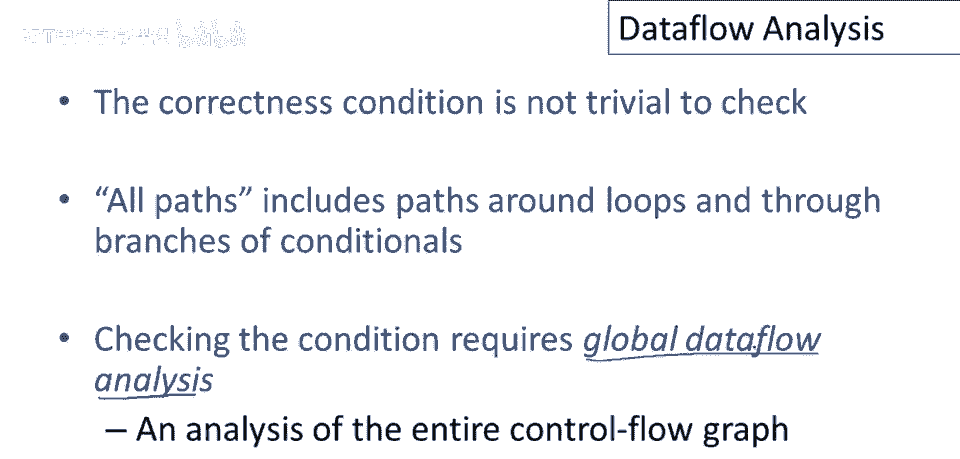 Dataflow Analysis
• The correctness condition is not trivial to check
• “All paths” includes paths around loops and through
branches of conditionals
• Checking the condition requires global dataflow
analysis
– An analysis of the entire control-flow graph